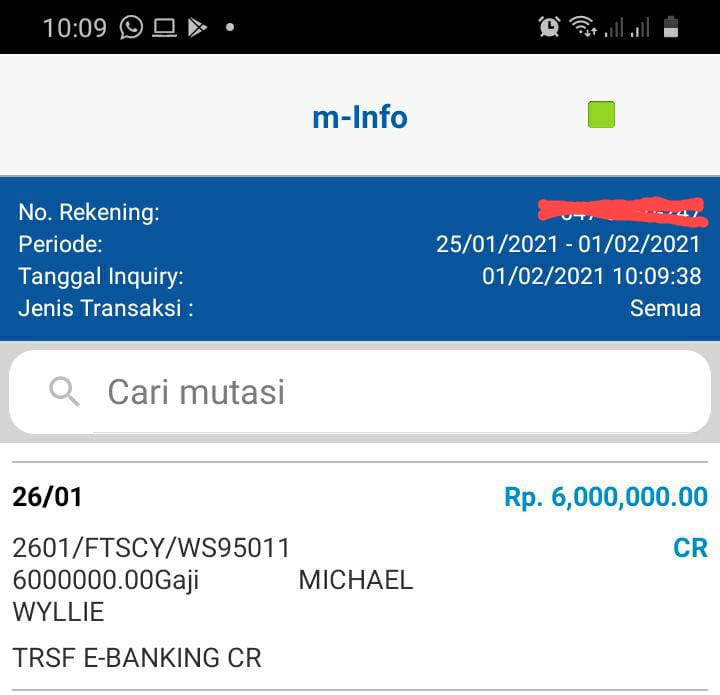 10:09
m-Info
No. Rekening:
Periode: 25/01/2021 - 01/02/2021
Tanggal Inquiry: 01/02/2021 10:09:38
Jenis Transaksi : Semua
Cari mutasi
26/01 Rp. 6,000,000.00
2601/FTSCY/WS95011 CR
6000000.00Gaji MICHAEL
WYLLIE
TRSF E-BANKING CR